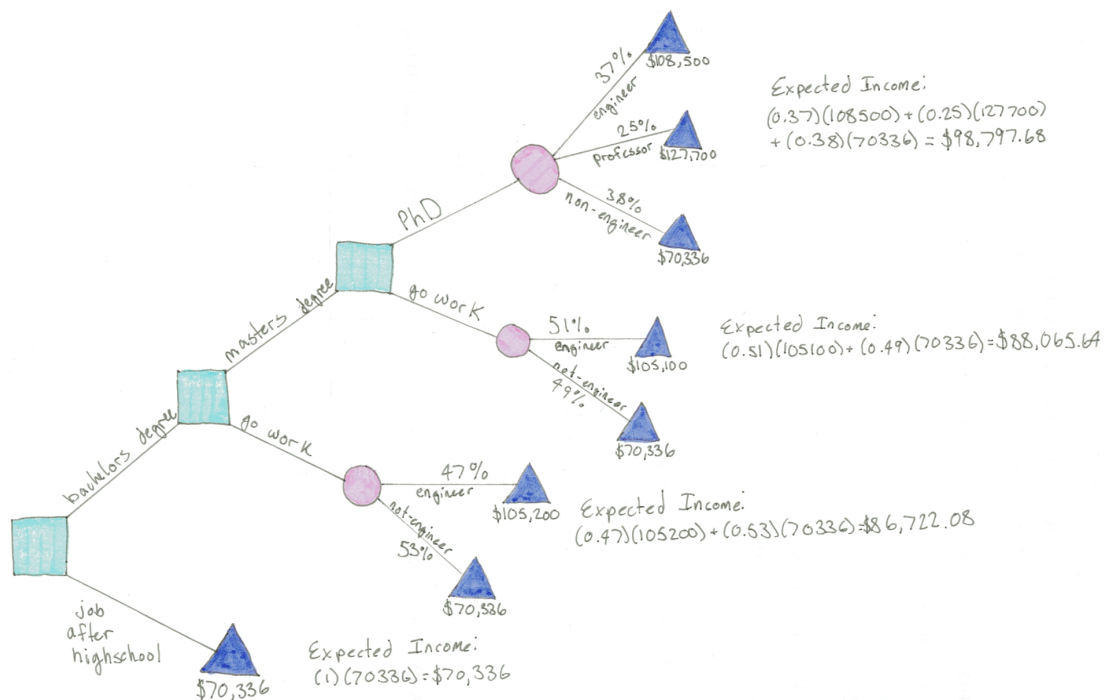 37%
engineer
$108,500
25%
professor
$127,700
38%
non-engineer
$70,336
Expected Income:
(0.37)(108500) + (0.25)(127700)
+ (0.38)(70336) = $98,797.68
PhD
go work
51%
engineer
$105,100
not-engineer
49%
$70,336
Expected Income:
(0.51)(105100) + (0.49)(70336) = $88,065.64
masters degree
go work
47%
engineer
$105,200
not-engineer
53%
$70,336
Expected Income:
(0.47)(105200) + (0.53)(70336) = $86,722.08
bachelors degree
job
after
highschool
$70,336
Expected Income:
(1)(70336) = $70,336